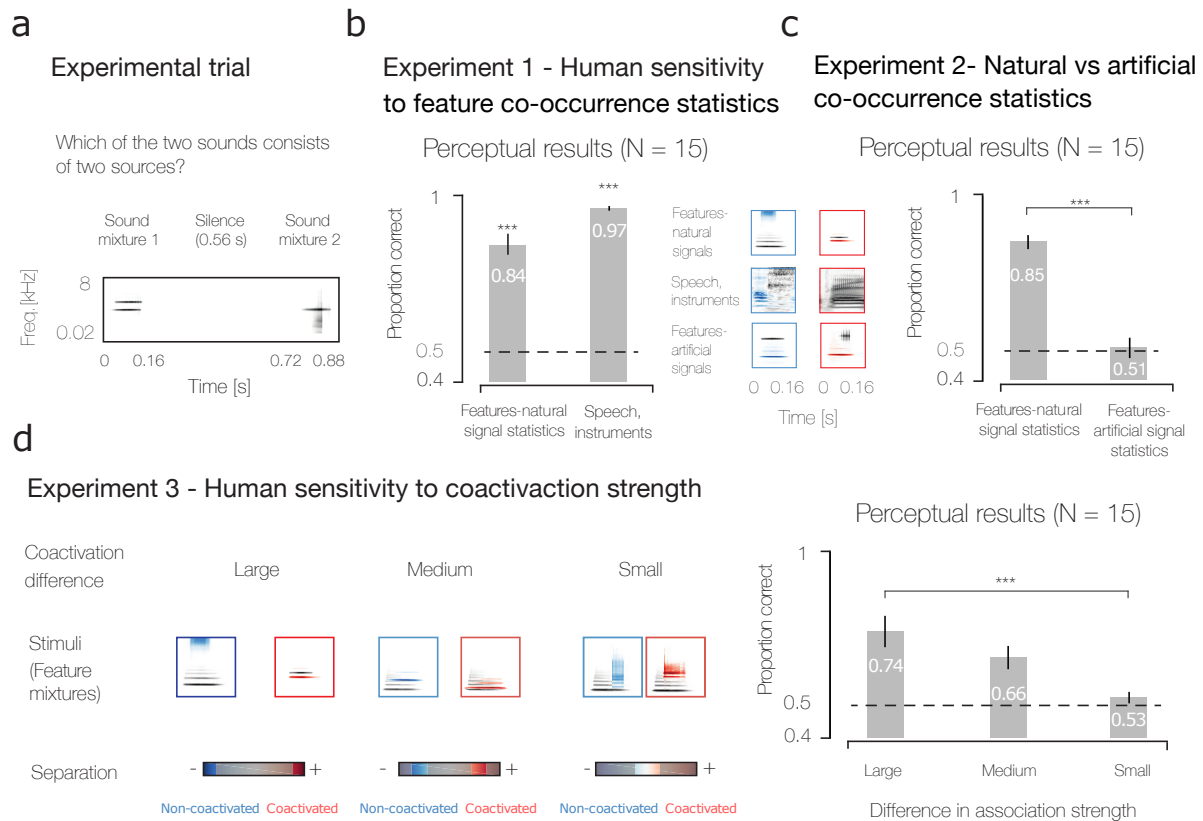 a
Experimental trial
Which of the two sounds consists
of two sources?
Sound
mixture 1
Silence
(0.56 s)
Sound
mixture 2
Freq. [kHz]
8
0.02
0
0.16
0.72
0.88
Time [s]
b
Experiment 1 - Human sensitivity
to feature co-occurrence statistics
Perceptual results (N = 15)
Proportion correct
1
0.5
0.4
***
0.84
***
0.97
Features-natural
signal statistics
Speech,
instruments
Features-
natural
signals
Speech,
instruments
Features-
artificial
signals
0 0.16
0 0.16
Time [s]
c
Experiment 2- Natural vs artificial
co-occurrence statistics
Perceptual results (N = 15)
Proportion correct
1
0.5
0.4
***
0.85
0.51
Features-natural
signal statistics
Features-
artificial signal
statistics
d
Experiment 3 - Human sensitivity to coactivaction strength
Coactivation
difference
Large
Medium
Small
Stimuli
(Feature
mixtures)
Separation
- +
- +
- +
Non-coactivated Coactivated
Non-coactivated Coactivated
Non-coactivated Coactivated
Perceptual results (N = 15)
Proportion correct
1
0.5
0.4
***
0.74
0.66
0.53
Large
Medium
Small
Difference in association strength